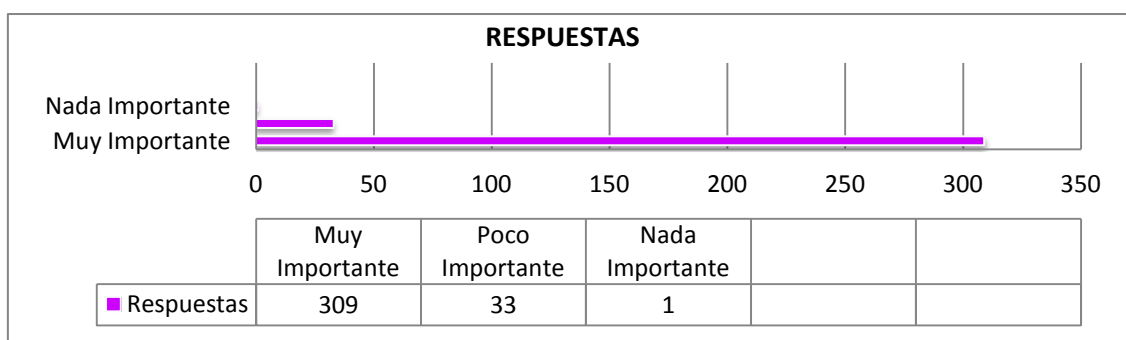 RESPUESTAS
Nada Importante
Muy Importante
0 50 100 150 200 250 300 350
Muy Importante Poco Importante Nada Importante
Respuestas 309 33 1